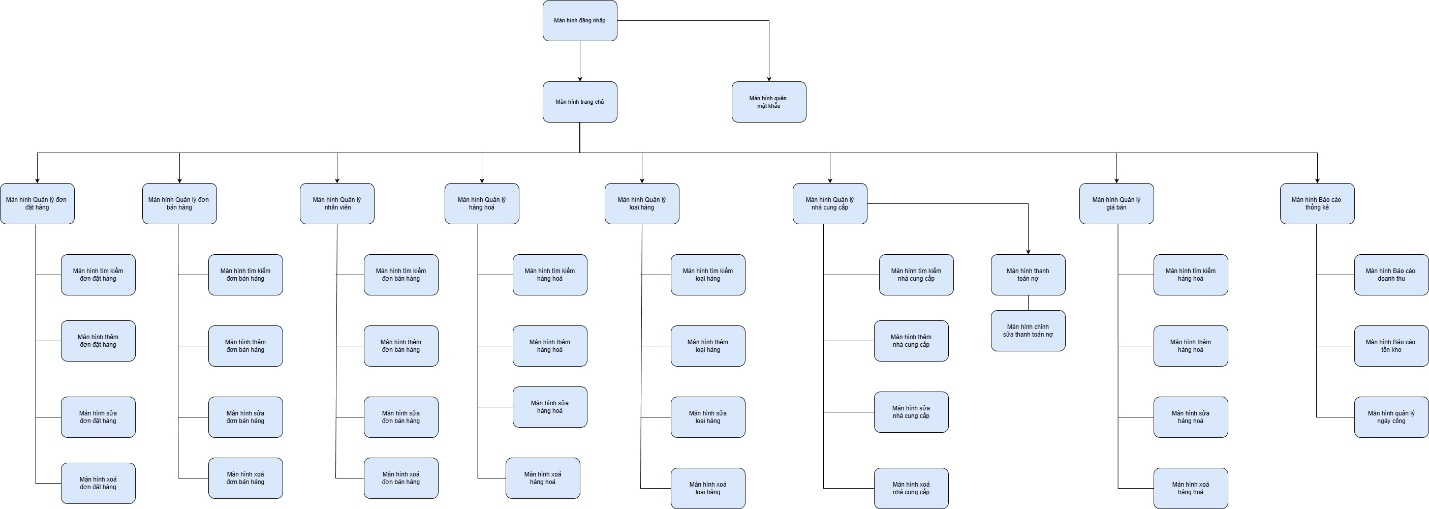 Màn hình đăng nhập
Màn hình trang chủ
Màn hình quên
mật khẩu
Màn hình Quản lý đơn
đặt hàng
Màn hình Quản lý đơn
bán hàng
Màn hình Quản lý
nhân viên
Màn hình Quản lý
hàng hoá
Màn hình Quản lý
loại hàng
Màn hình Quản lý
nhà cung cấp
Màn hình Quản lý
giá bán
Màn hình Báo cáo
thống kê
Màn hình tìm kiếm
đơn đặt hàng
Màn hình tìm kiếm
đơn bán hàng
Màn hình tìm kiếm
đơn bán hàng
Màn hình tìm kiếm
hàng hoá
Màn hình tìm kiếm
loại hàng
Màn hình tìm kiếm
nhà cung cấp
Màn hình thanh
toán nợ
Màn hình tìm kiếm
hàng hoá
Màn hình Báo cáo
doanh thu
Màn hình thêm
đơn đặt hàng
Màn hình thêm
đơn bán hàng
Màn hình thêm
đơn bán hàng
Màn hình thêm
hàng hoá
Màn hình thêm
loại hàng
Màn hình thêm
nhà cung cấp
Màn hình chỉnh
sửa thanh toán nợ
Màn hình thêm
hàng hoá
Màn hình Báo cáo
tồn kho
Màn hình sửa
đơn đặt hàng
Màn hình sửa
đơn bán hàng
Màn hình sửa
đơn bán hàng
Màn hình sửa
hàng hoá
Màn hình sửa
loại hàng
Màn hình sửa
nhà cung cấp
Màn hình sửa
hàng hoá
Màn hình quản lý
ngày công
Màn hình xoá
đơn đặt hàng
Màn hình xoá
đơn bán hàng
Màn hình xoá
đơn bán hàng
Màn hình xoá
hàng hoá
Màn hình xoá
loại hàng
Màn hình xoá
nhà cung cấp
Màn hình xoá
hàng hoá